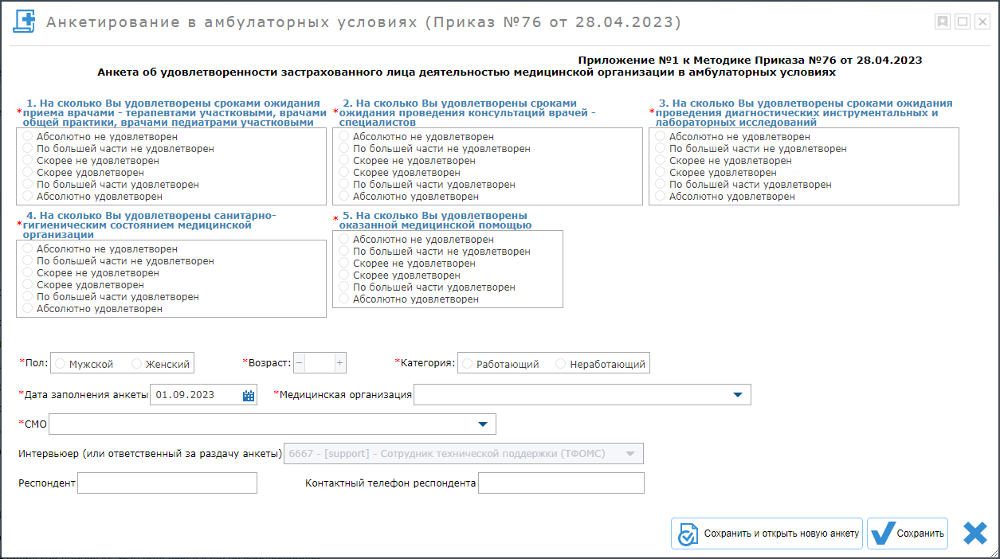 Анкетирование в амбулаторных условиях (Приказ №76 от 28.04.2023)
Приложение №1 к Методике Приказа №76 от 28.04.2023
Анкета об удовлетворенности застрахованного лица деятельностью медицинской организации в амбулаторных условиях
1. На сколько Вы удовлетворены сроками ожидания
*приема врачами - терапевтами участковыми, врачами
общей практики, врачами педиатрами участковыми
Абсолютно не удовлетворен
По большей части не удовлетворен
Скорее не удовлетворен
Скорее удовлетворен
По большей части удовлетворен
Абсолютно удовлетворен
2. На сколько Вы удовлетворены сроками
*ожидания проведения консультаций врачей -
специалистов
Абсолютно не удовлетворен
По большей части не удовлетворен
Скорее не удовлетворен
Скорее удовлетворен
По большей части удовлетворен
Абсолютно удовлетворен
3. На сколько Вы удовлетворены сроками ожидания
*проведения диагностических инструментальных и
лабораторных исследований
Абсолютно не удовлетворен
По большей части не удовлетворен
Скорее не удовлетворен
Скорее удовлетворен
По большей части удовлетворен
Абсолютно удовлетворен
4. На сколько Вы удовлетворены санитарно-
*гигиеническим состоянием медицинской
организации
Абсолютно не удовлетворен
По большей части не удовлетворен
Скорее не удовлетворен
Скорее удовлетворен
По большей части удовлетворен
Абсолютно удовлетворен
* 5. На сколько Вы удовлетворены
оказанной медицинской помощью
Абсолютно не удовлетворен
По большей части не удовлетворен
Скорее не удовлетворен
Скорее удовлетворен
По большей части удовлетворен
Абсолютно удовлетворен
*Пол: Мужской Женский *Возраст: − + *Категория: Работающий Неработающий
*Дата заполнения анкеты 01.09.2023 *Медицинская организация
*СМО
Интервьюер (или ответственный за раздачу анкеты) 6667 - [support] - Сотрудник технической поддержки (ТФОМС)
Респондент Контактный телефон респондента
Сохранить и открыть новую анкету Сохранить